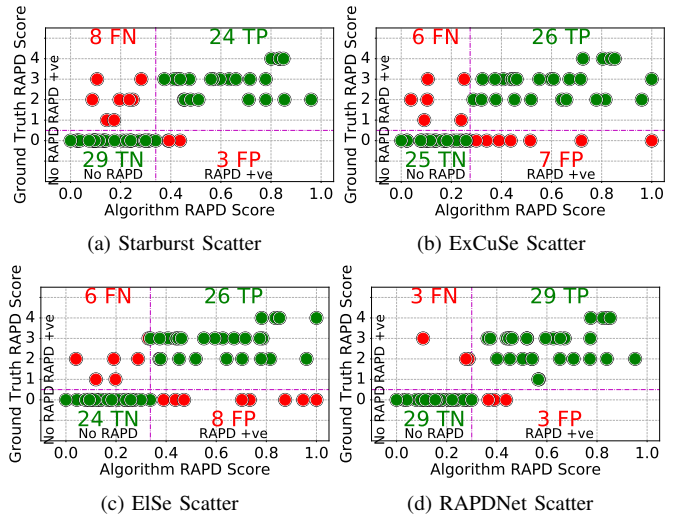 8 FN 24 TP
Ground Truth RAPD Score
No RAPD RAPD +ve
4
3
2
1
0
29 TN 3 FP
No RAPD RAPD +ve
0.0 0.2 0.4 0.6 0.8 1.0
Algorithm RAPD Score
(a) Starburst Scatter
6 FN 26 TP
Ground Truth RAPD Score
No RAPD RAPD +ve
4
3
2
1
0
25 TN 7 FP
No RAPD RAPD +ve
0.0 0.2 0.4 0.6 0.8 1.0
Algorithm RAPD Score
(b) ExCuSe Scatter
6 FN 26 TP
Ground Truth RAPD Score
No RAPD RAPD +ve
4
3
2
1
0
24 TN 8 FP
No RAPD RAPD +ve
0.0 0.2 0.4 0.6 0.8 1.0
Algorithm RAPD Score
(c) ElSe Scatter
3 FN 29 TP
Ground Truth RAPD Score
No RAPD RAPD +ve
4
3
2
1
0
29 TN 3 FP
No RAPD RAPD +ve
0.0 0.2 0.4 0.6 0.8 1.0
Algorithm RAPD Score
(d) RAPDNet Scatter